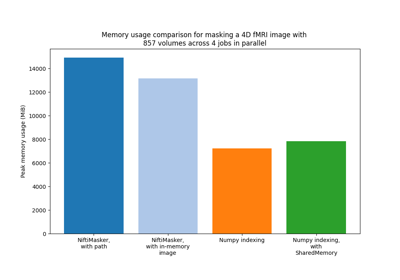 Memory usage comparison for masking a 4D fMRI image with
857 volumes across 4 jobs in parallel
Peak memory usage (MiB)
14000
12000
10000
8000
6000
4000
2000
0
NiftiMasker,
with path
NiftiMasker,
with in-memory
image
Numpy indexing
Numpy indexing,
with
SharedMemory